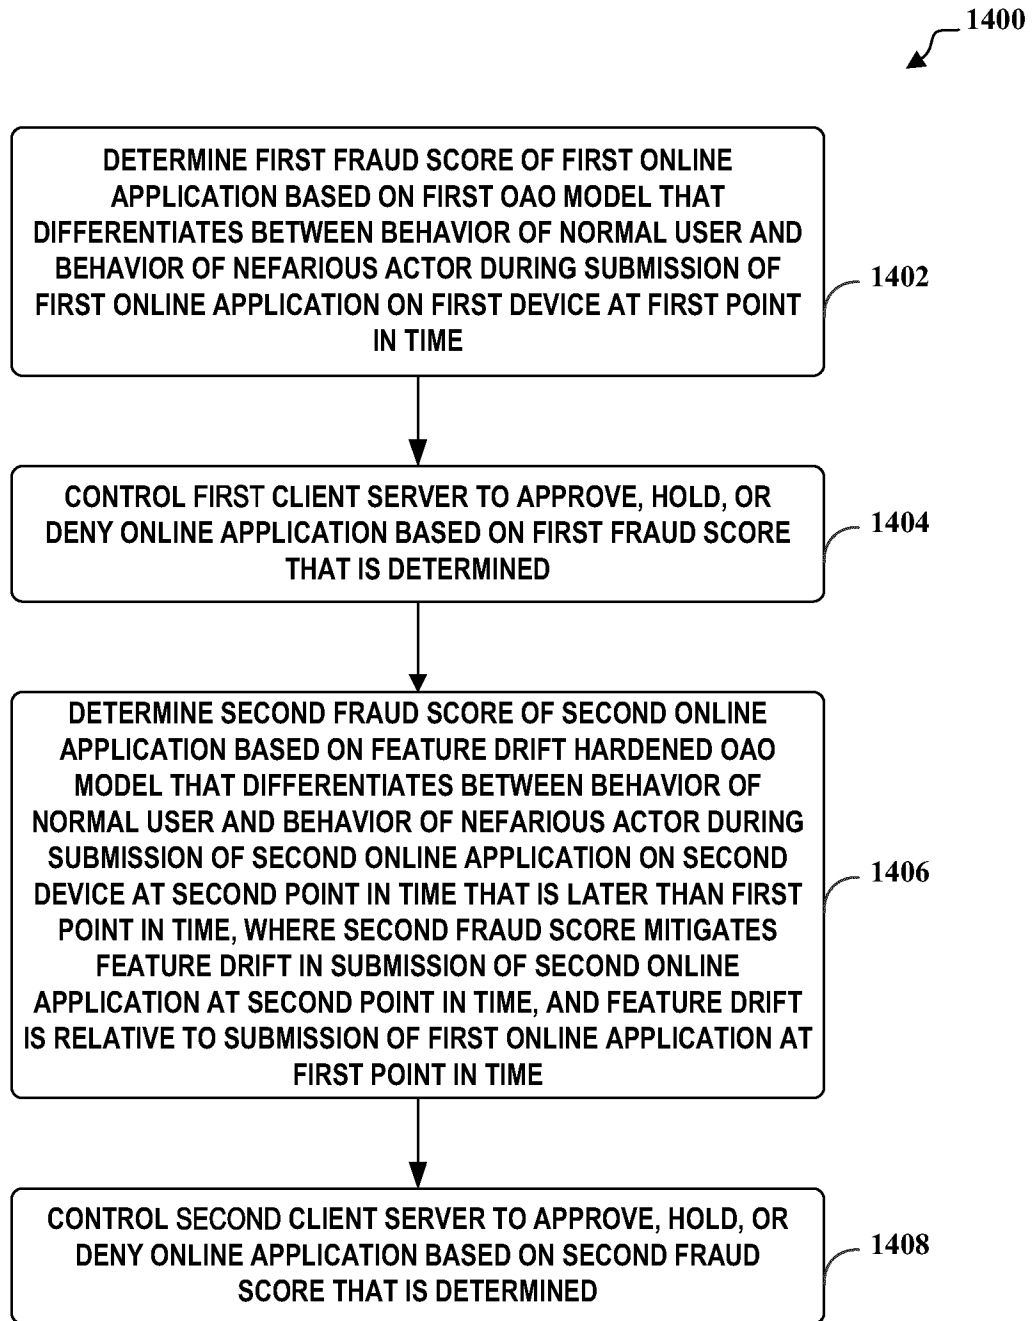 1400
DETERMINE FIRST FRAUD SCORE OF FIRST ONLINE
APPLICATION BASED ON FIRST OAO MODEL THAT
DIFFERENTIATES BETWEEN BEHAVIOR OF NORMAL USER AND
BEHAVIOR OF NEFARIOUS ACTOR DURING SUBMISSION OF
FIRST ONLINE APPLICATION ON FIRST DEVICE AT FIRST POINT
IN TIME
1402
CONTROL FIRST CLIENT SERVER TO APPROVE, HOLD, OR
DENY ONLINE APPLICATION BASED ON FIRST FRAUD SCORE
THAT IS DETERMINED
1404
DETERMINE SECOND FRAUD SCORE OF SECOND ONLINE
APPLICATION BASED ON FEATURE DRIFT HARDENED OAO
MODEL THAT DIFFERENTIATES BETWEEN BEHAVIOR OF
NORMAL USER AND BEHAVIOR OF NEFARIOUS ACTOR DURING
SUBMISSION OF SECOND ONLINE APPLICATION ON SECOND
DEVICE AT SECOND POINT IN TIME THAT IS LATER THAN FIRST
POINT IN TIME, WHERE SECOND FRAUD SCORE MITIGATES
FEATURE DRIFT IN SUBMISSION OF SECOND ONLINE
APPLICATION AT SECOND POINT IN TIME, AND FEATURE DRIFT
IS RELATIVE TO SUBMISSION OF FIRST ONLINE APPLICATION AT
FIRST POINT IN TIME
1406
CONTROL SECOND CLIENT SERVER TO APPROVE, HOLD, OR
DENY ONLINE APPLICATION BASED ON SECOND FRAUD
SCORE THAT IS DETERMINED
1408